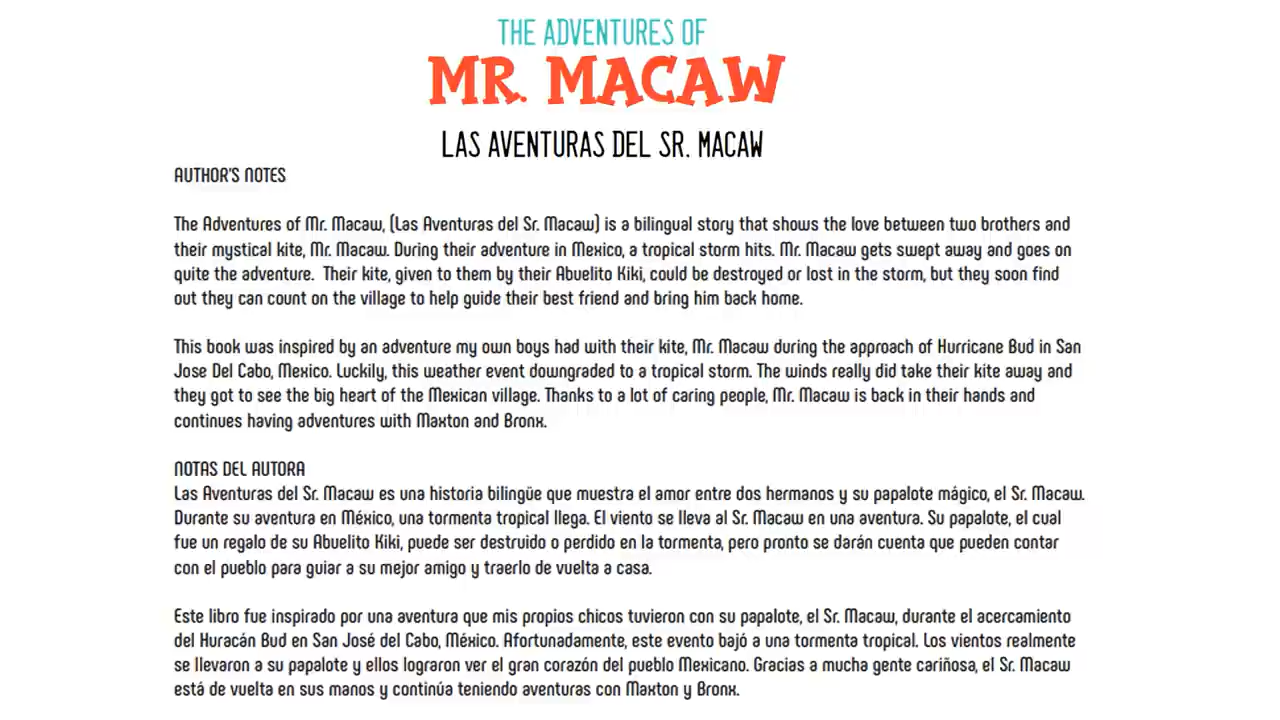 THE ADVENTURES OF
MR. MACAW
LAS AVENTURAS DEL SR. MACAW
AUTHOR'S NOTES
The Adventures of Mr. Macaw, (Las Aventuras del Sr. Macaw) is a bilingual story that shows the love between two brothers and
their mystical kite, Mr. Macaw. During their adventure in Mexico, a tropical storm hits. Mr. Macaw gets swept away and goes on
quite the adventure.  Their kite, given to them by their Abuelito Kiki, could be destroyed or lost in the storm, but they soon find
out they can count on the village to help guide their best friend and bring him back home.
This book was inspired by an adventure my own boys had with their kite, Mr. Macaw during the approach of Hurricane Bud in San
Jose Del Cabo, Mexico. Luckily, this weather event downgraded to a tropical storm. The winds really did take their kite away and
they got to see the big heart of the Mexican village. Thanks to a lot of caring people, Mr. Macaw is back in their hands and
continues having adventures with Maxton and Bronx.
NOTAS DEL AUTORA
Las Aventuras del Sr. Macaw es una historia bilingüe que muestra el amor entre dos hermanos y su papalote mágico, el Sr. Macaw.
Durante su aventura en México, una tormenta tropical llega. El viento se lleva al Sr. Macaw en una aventura. Su papalote, el cual
fue un regalo de su Abuelito Kiki, puede ser destruido o perdido en la tormenta, pero pronto se darán cuenta que pueden contar
con el pueblo para guiar a su mejor amigo y traerlo de vuelta a casa.
Este libro fue inspirado por una aventura que mis propios chicos tuvieron con su papalote, el Sr. Macaw, durante el acercamiento
del Huracán Bud en San José del Cabo, México. Afortunadamente, este evento bajó a una tormenta tropical. Los vientos realmente
se llevaron a su papalote y ellos lograron ver el gran corazón del pueblo Mexicano. Gracias a mucha gente cariñosa, el Sr. Macaw
está de vuelta en sus manos y continúa teniendo aventuras con Maxton y Bronx.